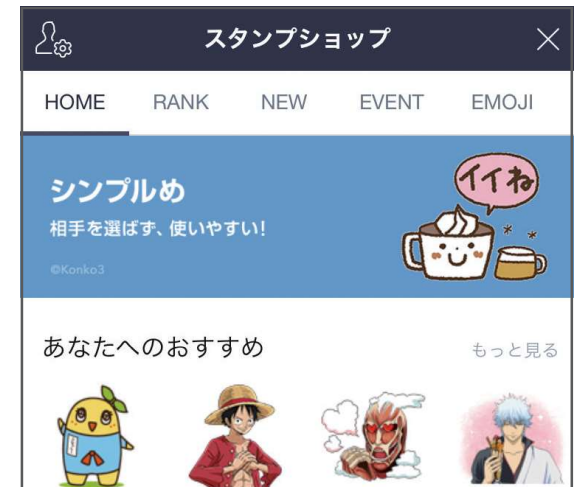 スタンプショップ
HOME RANK NEW EVENT EMOJI
シンプルめ
相手を選ばず、使いやすい!
©Konko3
イイね
あなたへのおすすめ
もっと見る